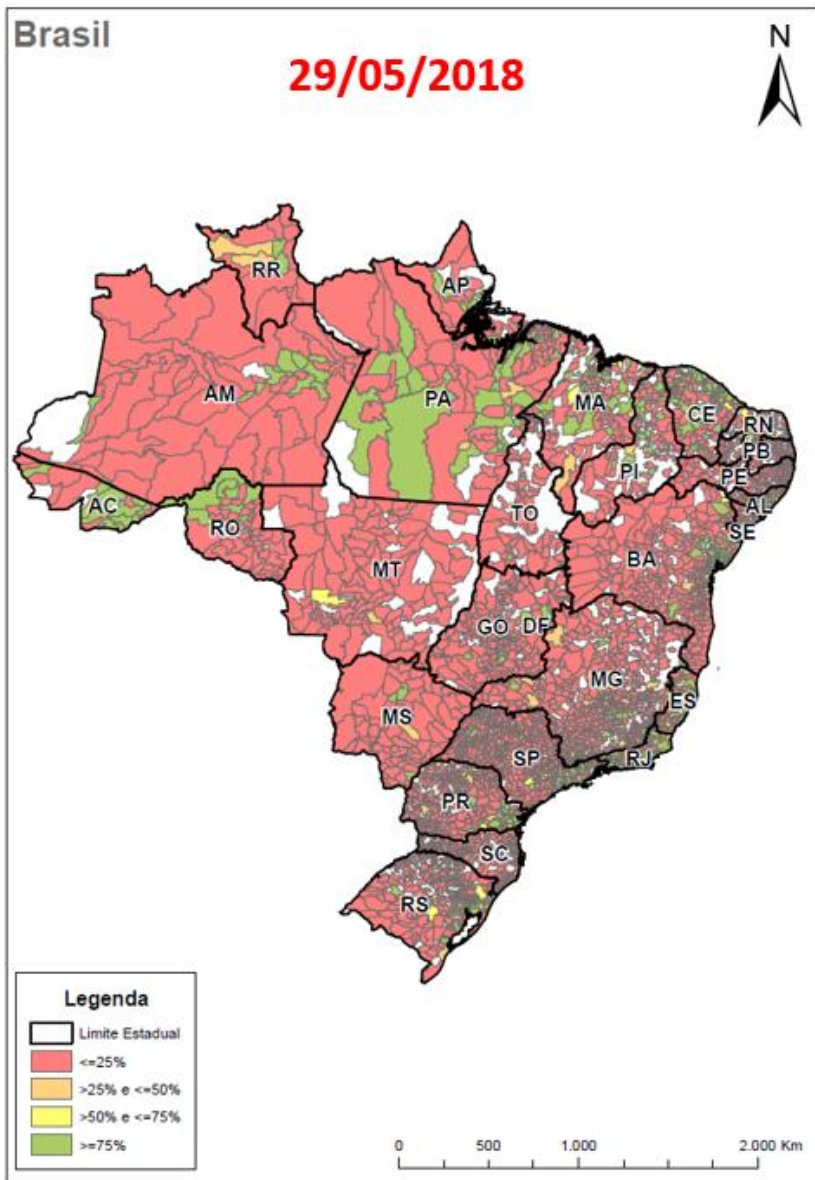 Brasil
29/05/2018
N
RR
AP
AM
PA
MA
CE
RN
PB
PI
PE
AC
TO
AL
RO
SE
MT
BA
GO
DF
MG
ES
MS
SP
RJ
PR
SC
RS
Legenda
Limite Estadual
<=25%
>25% e <=50%
>50% e <=75%
>=75%
0 500 1.000 2.000 Km